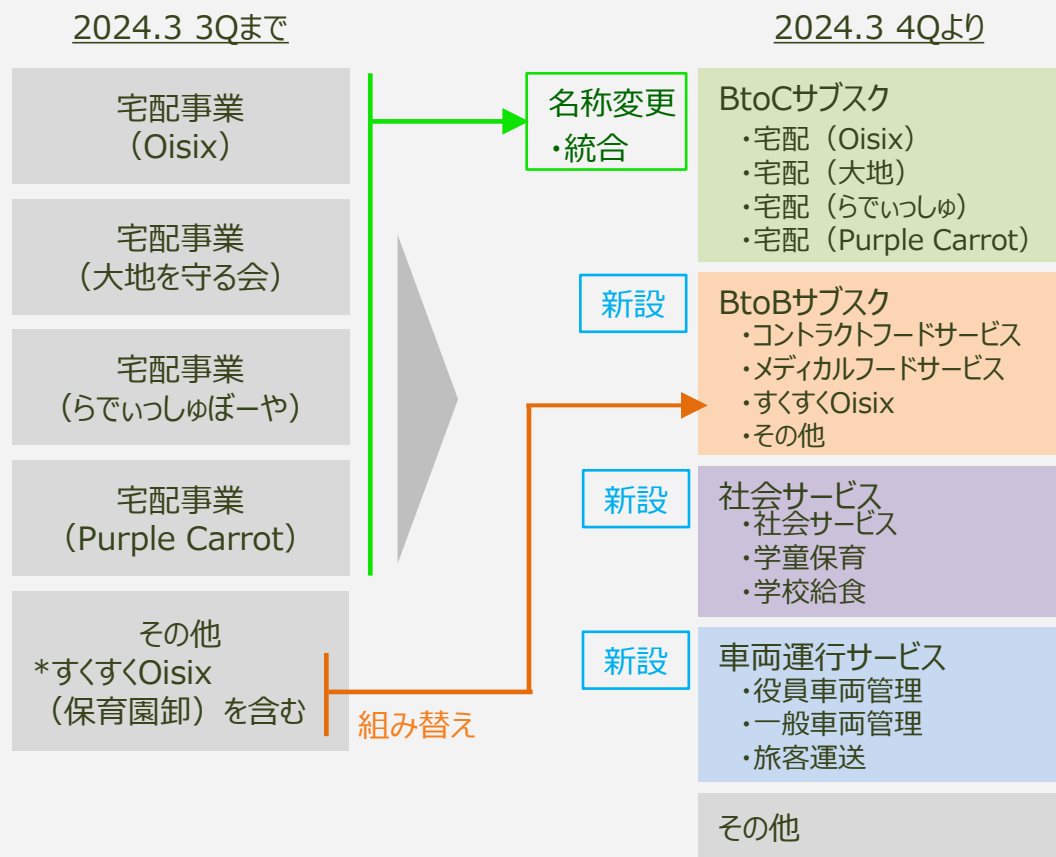 2024.3 3Qまで
宅配事業
（Oisix）
宅配事業
（大地を守る会）
宅配事業
（らでぃっしゅぼーや）
宅配事業
（Purple Carrot）
その他
*すくすくOisix
（保育園卸）を含む
組み替え
名称変更
・統合
新設
新設
新設
2024.3 4Qより
BtoCサブスク
・宅配（Oisix）
・宅配（大地）
・宅配（らでぃっしゅ）
・宅配（Purple Carrot）
BtoBサブスク
・コントラクトフードサービス
・メディカルフードサービス
・すくすくOisix
・その他
社会サービス
・社会サービス
・学童保育
・学校給食
車両運行サービス
・役員車両管理
・一般車両管理
・旅客運送
その他